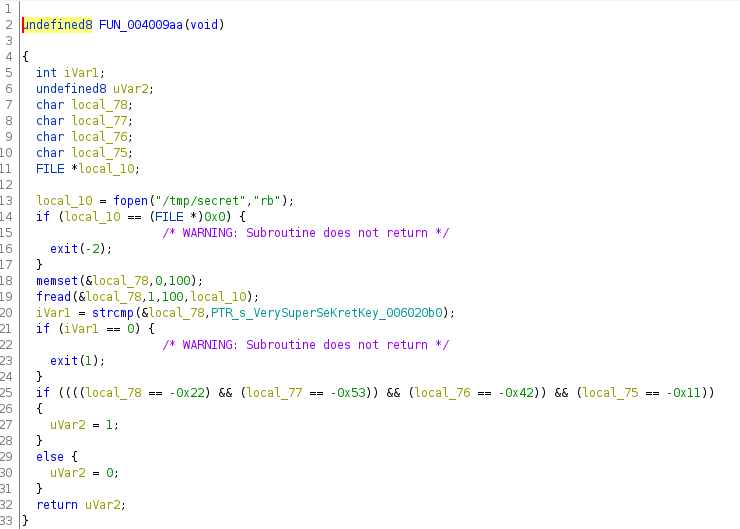 1
2 undefined8 FUN_004009aa(void)
3
4 {
5 int iVar1;
6 undefined8 uVar2;
7 char local_78;
8 char local_77;
9 char local_76;
10 char local_75;
11 FILE *local_10;
12
13 local_10 = fopen("/tmp/secret","rb");
14 if (local_10 == (FILE *)0x0) {
15 /* WARNING: Subroutine does not return */
16 exit(-2);
17 }
18 memset(&local_78,0,100);
19 fread(&local_78,1,100,local_10);
20 iVar1 = strcmp(&local_78,PTR_s_VerySuperSeKretKey_006020b0);
21 if (iVar1 == 0) {
22 /* WARNING: Subroutine does not return */
23 exit(1);
24 }
25 if ((((local_78 == -0x22) && (local_77 == -0x53)) && (local_76 == -0x42)) && (local_75 == -0x11))
26 {
27 uVar2 = 1;
28 }
29 else {
30 uVar2 = 0;
31 }
32 return uVar2;
33 }